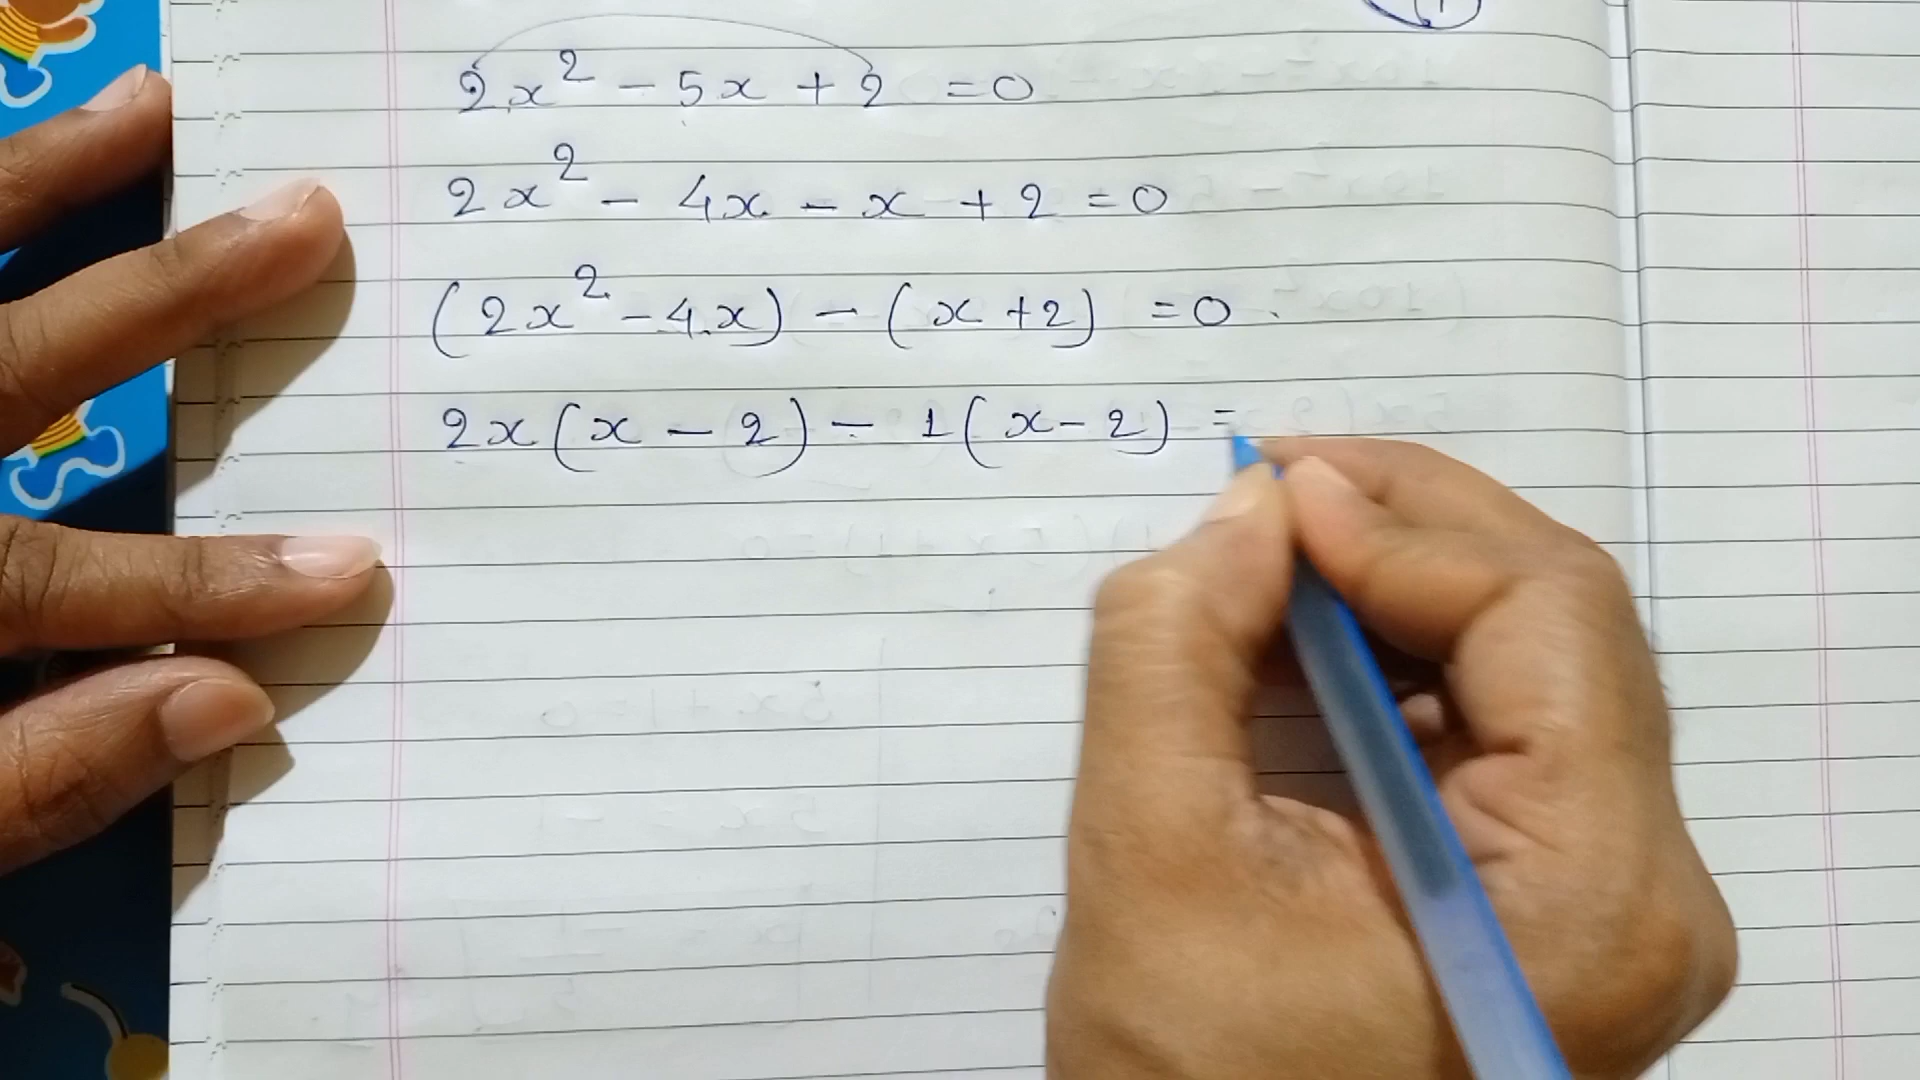 2x² - 5x + 2 = 0
2x² - 4x - x + 2 = 0
(2x² - 4x) - (x + 2) = 0
2x(x - 2) - 1(x - 2) =